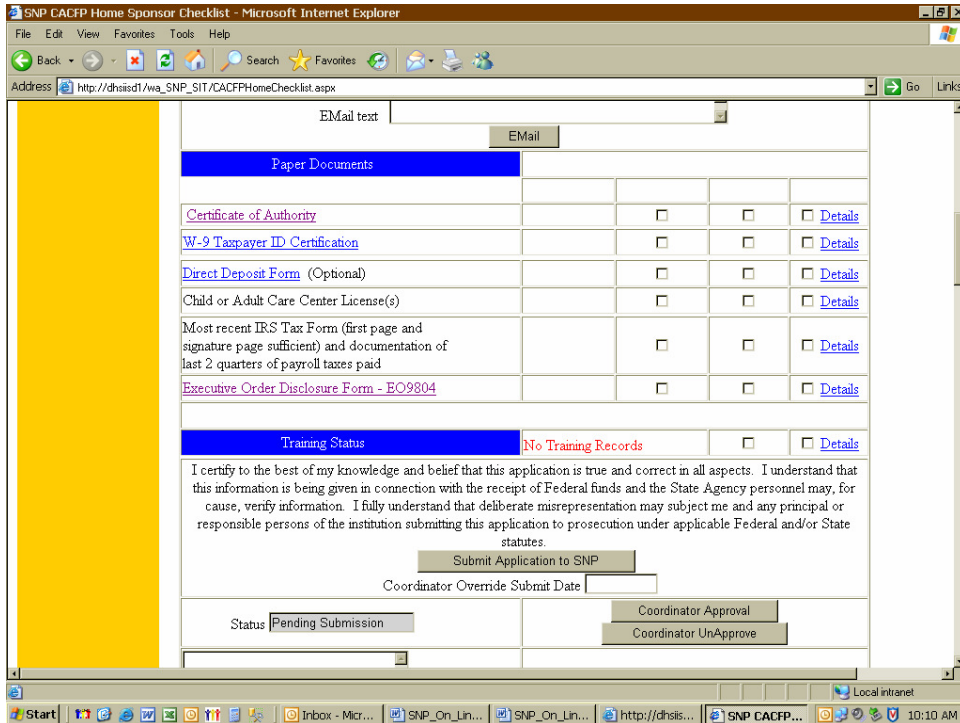 SNP CACFP Home Sponsor Checklist - Microsoft Internet Explorer
File Edit View Favorites Tools Help
Back Search Favorites
Address http://dhsiisd1/wa_SNP_SIT/CACFPHomeChecklist.aspx Go Links
EMail text
EMail
Paper Documents
Certificate of Authority Details
W-9 Taxpayer ID Certification Details
Direct Deposit Form (Optional) Details
Child or Adult Care Center License(s) Details
Most recent IRS Tax Form (first page and
signature page sufficient) and documentation of Details
last 2 quarters of payroll taxes paid
Executive Order Disclosure Form - EO9804 Details
Training Status No Training Records Details
I certify to the best of my knowledge and belief that this application is true and correct in all aspects. I understand that
this information is being given in connection with the receipt of Federal funds and the State Agency personnel may, for
cause, verify information. I fully understand that deliberate misrepresentation may subject me and any principal or
responsible persons of the institution submitting this application to prosecution under applicable Federal and/or State
statutes.
Submit Application to SNP
Coordinator Override Submit Date
Status Pending Submission Coordinator Approval
Coordinator UnApprove
Local intranet
Start Inbox - Micr... SNP_On_Lin... SNP_On_Lin... http://dhsiis... SNP CACFP... 10:10 AM